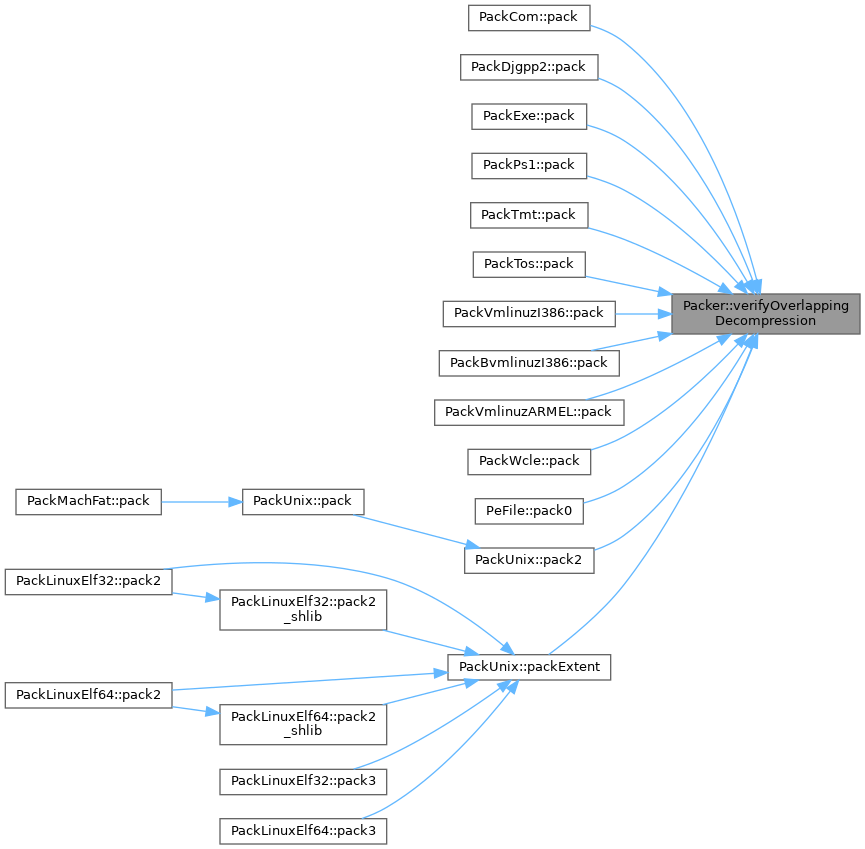 PackCom::pack
PackDjgpp2::pack
PackExe::pack
PackPs1::pack
PackTmt::pack
PackTos::pack
Packer::verifyOverlapping
Decompression
PackVmlinuzI386::pack
PackBvmlinuzI386::pack
PackVmlinuzARMEL::pack
PackWcle::pack
PackMachFat::pack
PackUnix::pack
PeFile::pack0
PackUnix::pack2
PackLinuxElf32::pack2
PackLinuxElf32::pack2
_shlib
PackUnix::packExtent
PackLinuxElf64::pack2
PackLinuxElf64::pack2
_shlib
PackLinuxElf32::pack3
PackLinuxElf64::pack3